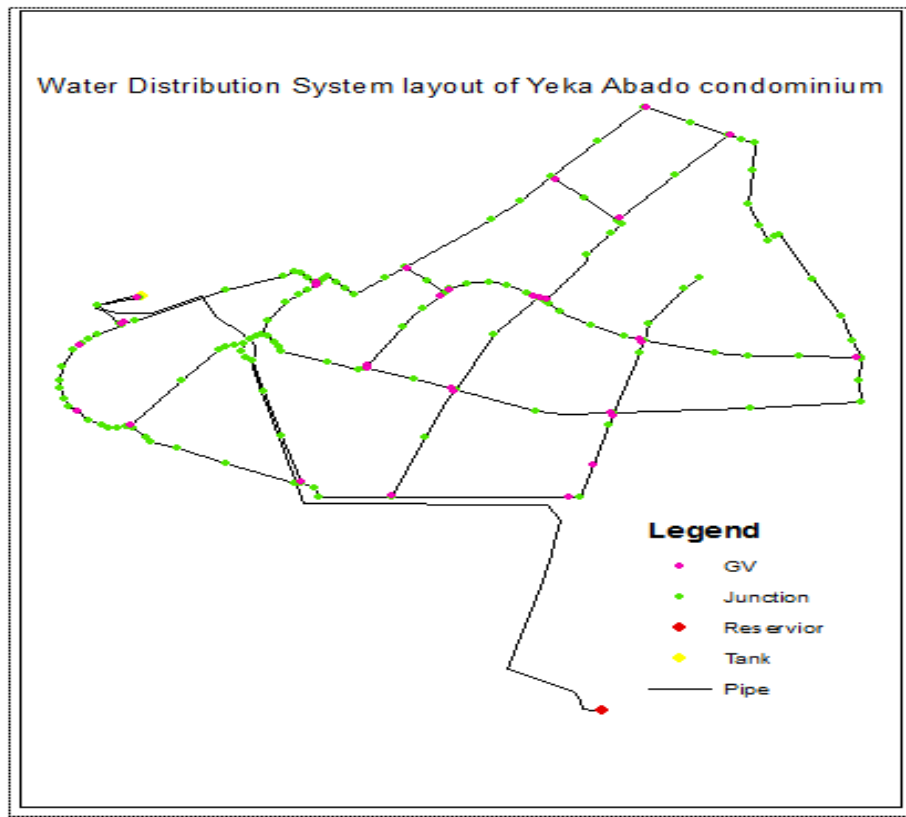 Water Distribution System layout of Yeka Abado condominium
Legend
GV
Junction
Reservior
Tank
Pipe